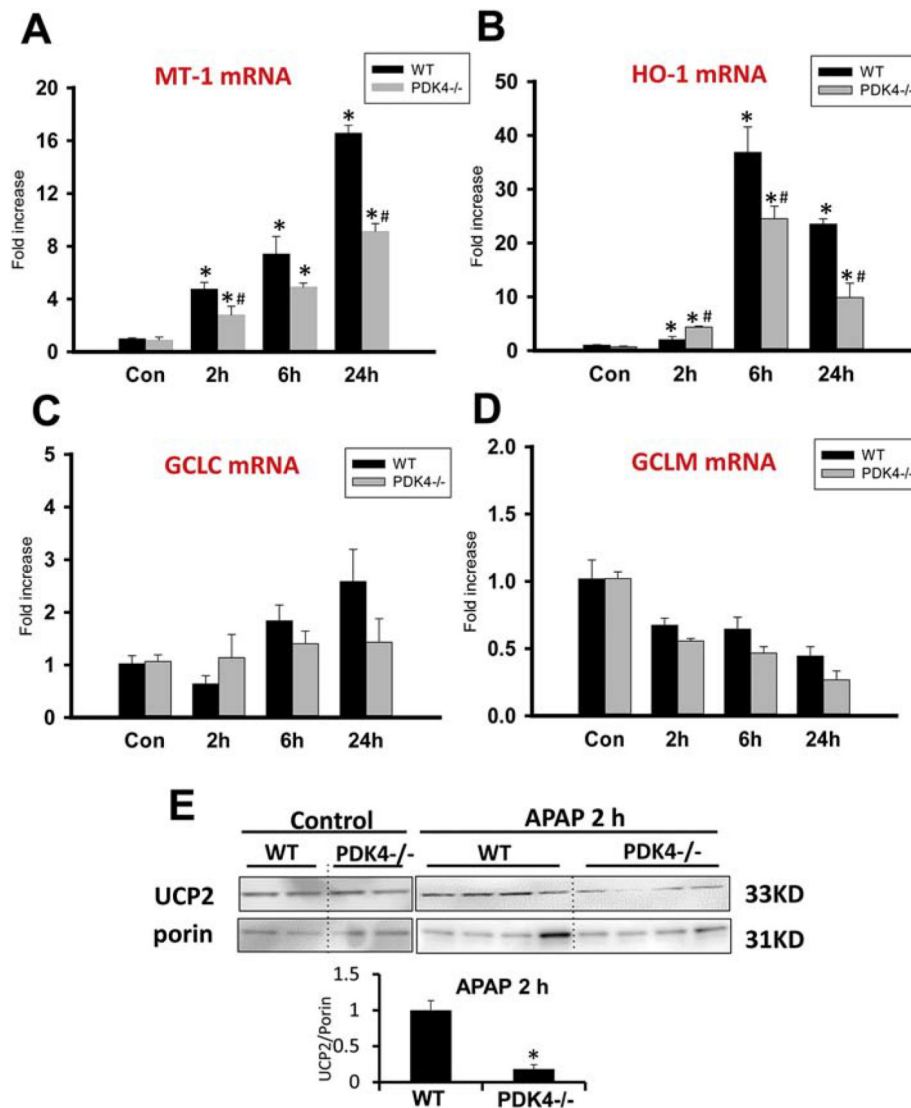 A
MT-1 mRNA
WT
PDK4-/-
Fold increase
20
16
12
8
4
0
* * * *# * *#
Con 2h 6h 24h
B
HO-1 mRNA
WT
PDK4-/-
Fold increase
50
40
30
20
10
0
* *# * *# * *#
Con 2h 6h 24h
C
GCLC mRNA
WT
PDK4-/-
Fold increase
5
4
3
2
1
0
Con 2h 6h 24h
D
GCLM mRNA
WT
PDK4-/-
Fold increase
2.0
1.5
1.0
0.5
0.0
Con 2h 6h 24h
E
Control APAP 2 h
WT PDK4-/- WT PDK4-/-
UCP2 33KD
porin 31KD
APAP 2 h
UCP2/Porin
1.5
1
0.5
0
*
WT PDK4-/-